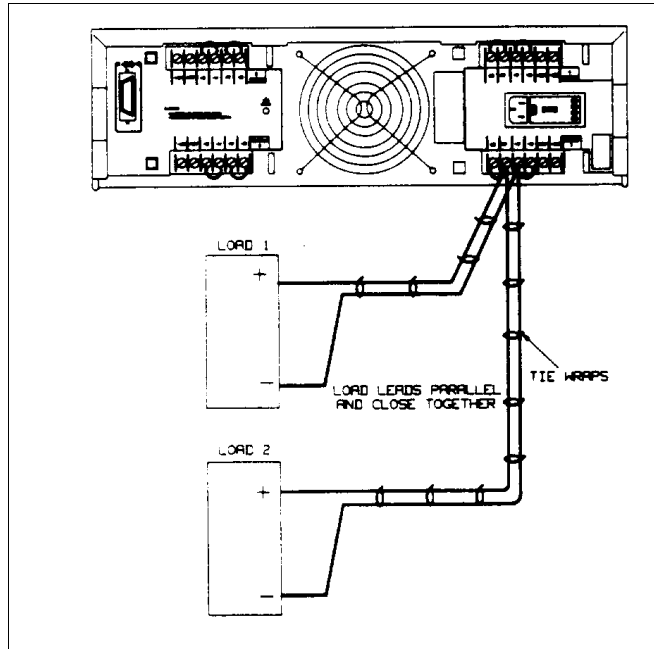 LOAD 1
+
−
TIE WRAPS
LOAD LEADS PARALLEL
AND CLOSE TOGETHER
LOAD 2
+
−